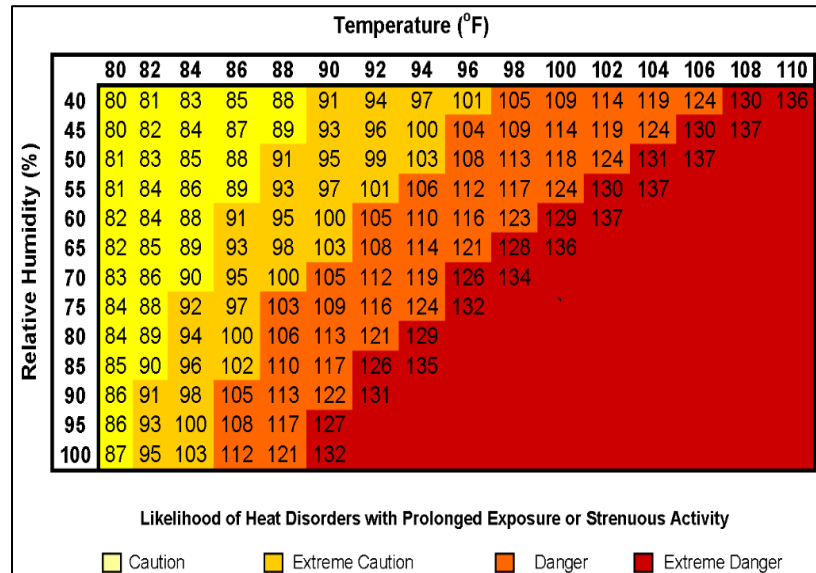 Temperature (°F)
80 82 84 86 88 90 92 94 96 98 100 102 104 106 108 110
Relative Humidity (%)
40 80 81 83 85 88 91 94 97 101 105 109 114 119 124 130 136
45 80 82 84 87 89 93 96 100 104 109 114 119 124 130 137
50 81 83 85 88 91 95 99 103 108 113 118 124 131 137
55 81 84 86 89 93 97 101 106 112 117 124 130 137
60 82 84 88 91 95 100 105 110 116 123 129 137
65 82 85 89 93 98 103 108 114 121 128 136
70 83 86 90 95 100 105 112 119 126 134
75 84 88 92 97 103 109 116 124 132
80 84 89 94 100 106 113 121 129
85 85 90 96 102 110 117 126 135
90 86 91 98 105 113 122 131
95 86 93 100 108 117 127
100 87 95 103 112 121 132
Likelihood of Heat Disorders with Prolonged Exposure or Strenuous Activity
Caution Extreme Caution Danger Extreme Danger